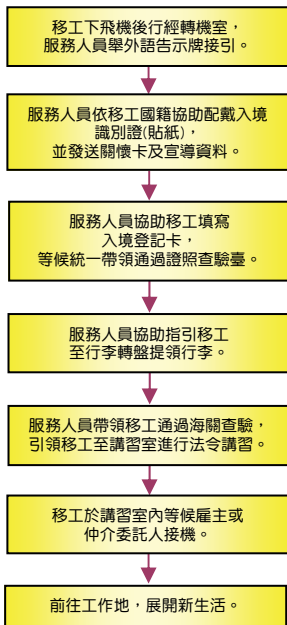 移工下飛機後行經轉機室，
服務人員舉外語告示牌接引。
服務人員依移工國籍協助配戴入境
識別證(貼紙)，
並發送關懷卡及宣導資料。
服務人員協助移工填寫
入境登記卡，
等候統一帶領通過證照查驗臺。
服務人員協助指引移工
至行李轉盤提領行李。
服務人員帶領移工通過海關查驗，
引領移工至講習室進行法令講習。
移工於講習室內等候雇主或
仲介委託人接機。
前往工作地，展開新生活。